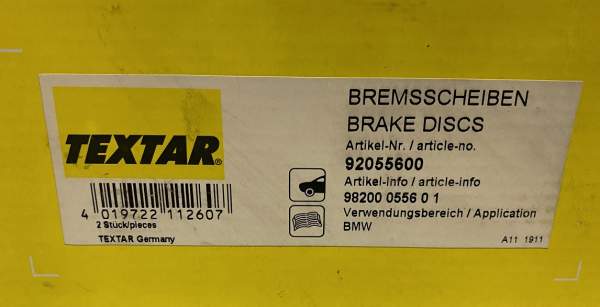 TEXTAR®
4 019722 112607
2 Stück/pieces
TEXTAR Germany
BREMSSCHEIBEN
BRAKE DISCS
Artikel-Nr. / article-no.
92055600
Artikel-Info / article-info
98200 0556 0 1
Verwendungsbereich / Application
BMW
A11 1911